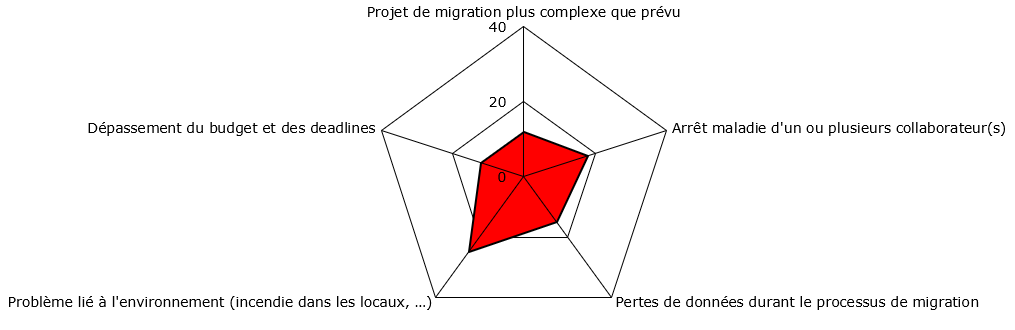 Projet de migration plus complexe que prévu
40
20
Dépassement du budget et des deadlines
Arrêt maladie d'un ou plusieurs collaborateur(s)
0
Problème lié à l'environnement (incendie dans les locaux, ...)
Pertes de données durant le processus de migration